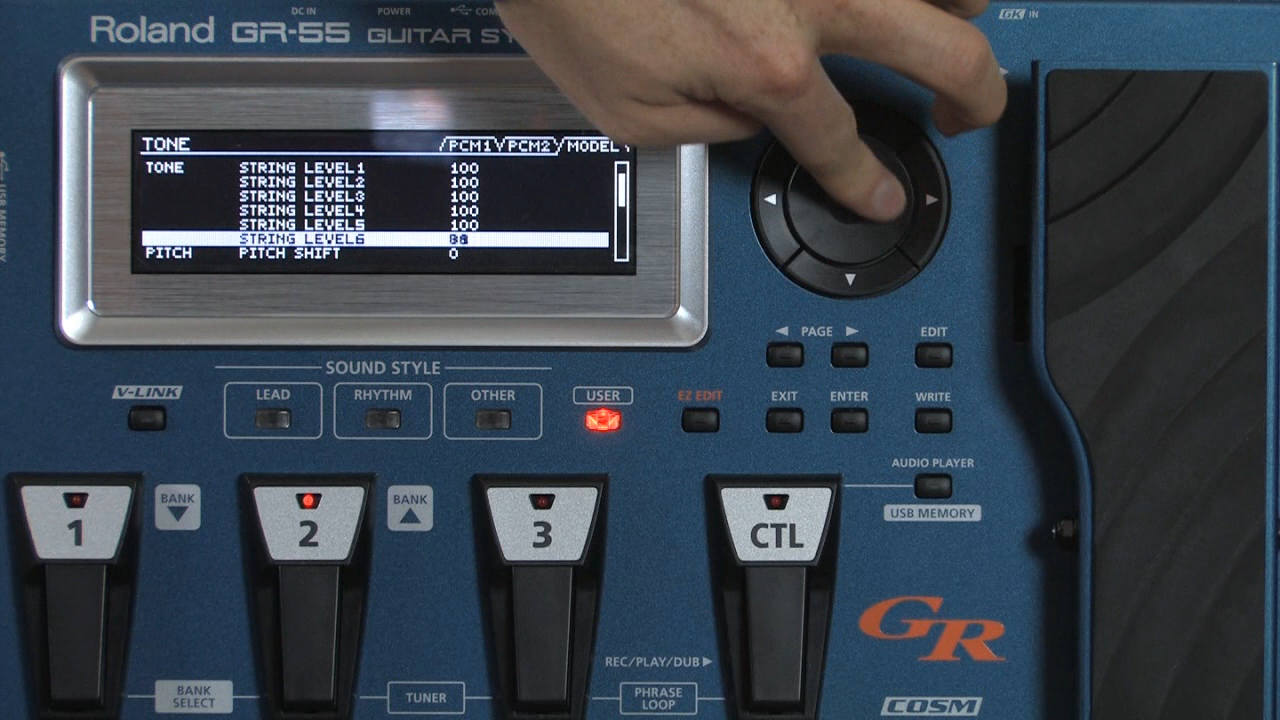 DC IN
POWER
Roland GR-55 GUITAR
GK IN
TONE PCM1 PCM2 MODEL
TONE STRING LEVEL1 100
STRING LEVEL2 100
STRING LEVEL3 100
STRING LEVEL4 100
STRING LEVEL5 100
STRING LEVEL6
PITCH PITCH SHIFT 0
USB MEMORY
◀ PAGE ▶
EDIT
SOUND STYLE
V-LINK
LEAD
RHYTHM
OTHER
USER
EZ EDIT
EXIT
ENTER
WRITE
AUDIO PLAYER
USB MEMORY
1
BANK
2
BANK
3
CTL
GR
REC/PLAY/DUB▶
BANK
SELECT
TUNER
PHRASE
LOOP
COSM